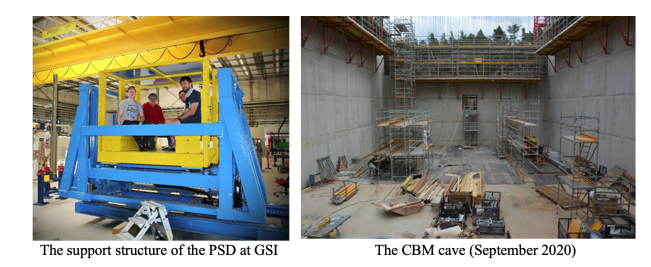 The support structure of the PSD at GSI
The CBM cave (September 2020)